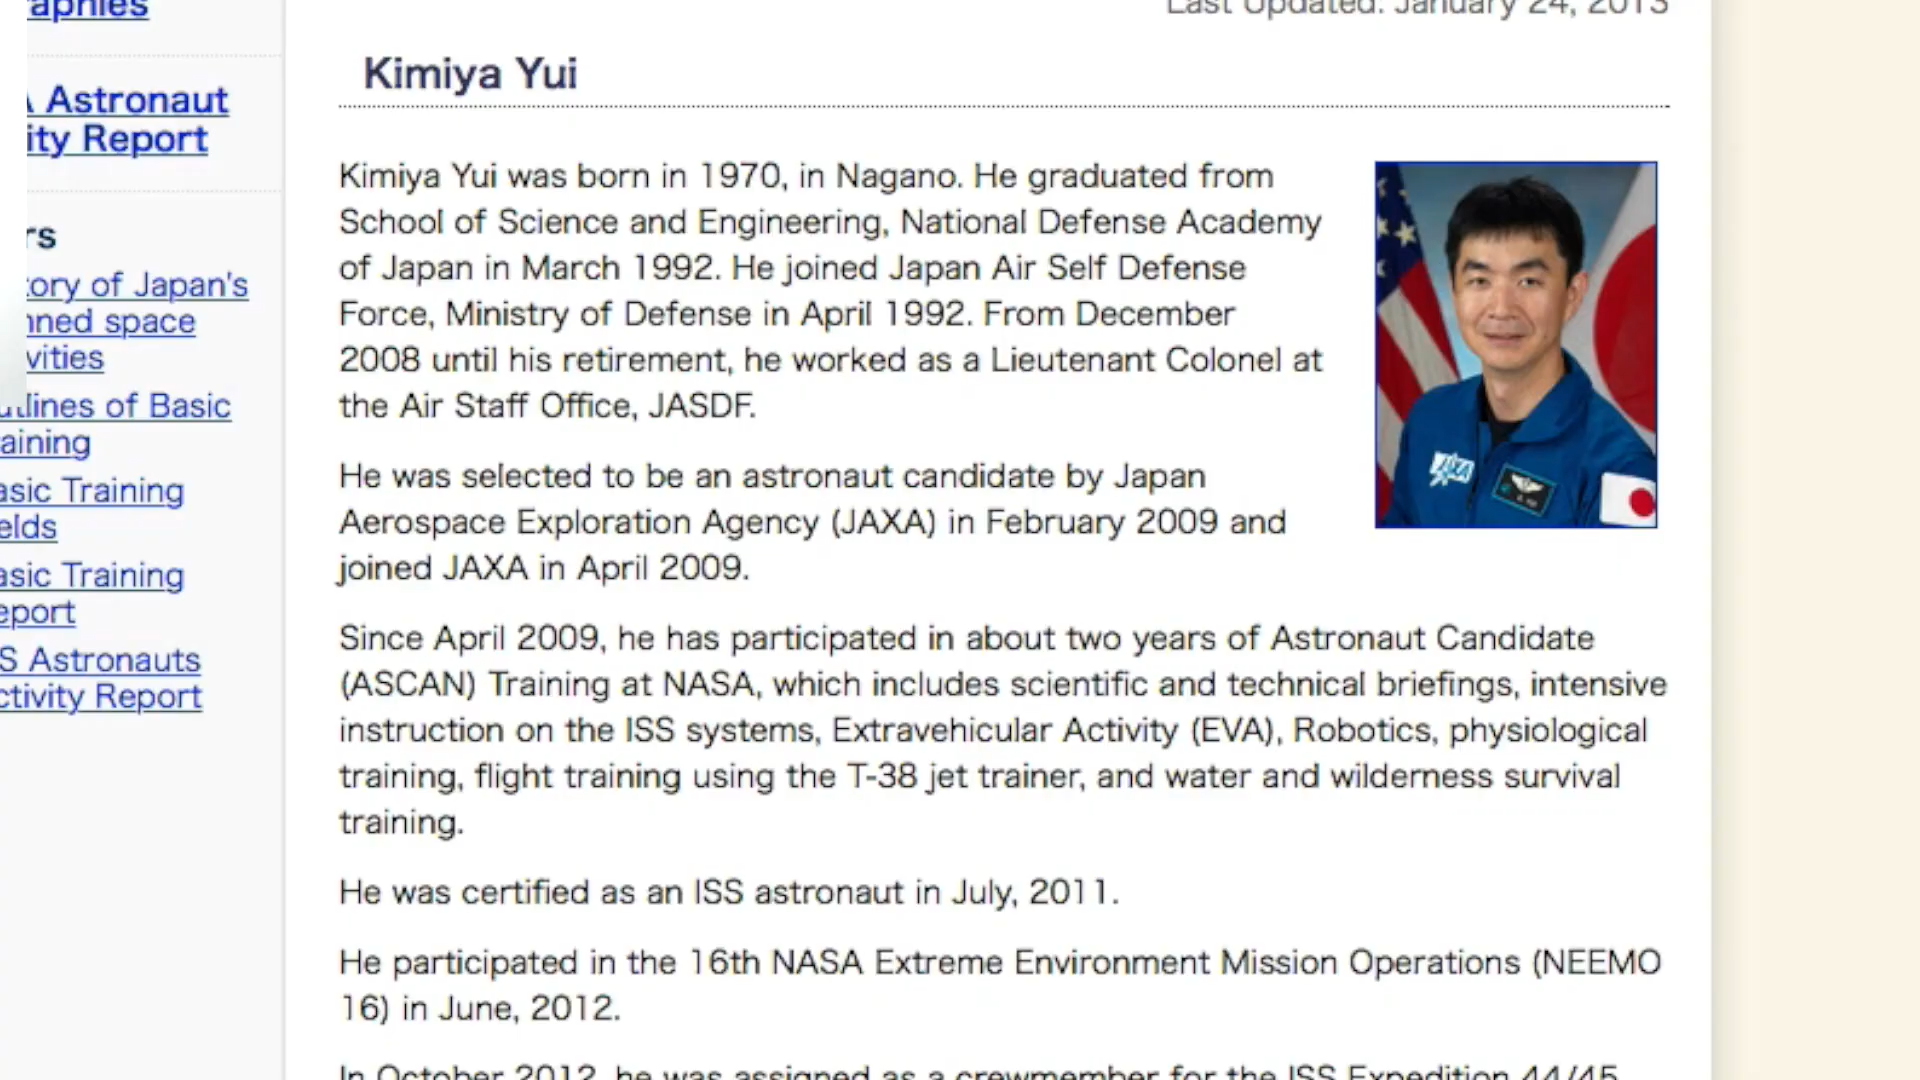 Last Updated: January 24, 2013
Kimiya Yui
Astronaut
ity Report
rs
tory of Japan's
nned space
vities
utlines of Basic
aining
asic Training
elds
asic Training
eport
S Astronauts
ctivity Report
Kimiya Yui was born in 1970, in Nagano. He graduated from
School of Science and Engineering, National Defense Academy
of Japan in March 1992. He joined Japan Air Self Defense
Force, Ministry of Defense in April 1992. From December
2008 until his retirement, he worked as a Lieutenant Colonel at
the Air Staff Office, JASDF.
He was selected to be an astronaut candidate by Japan
Aerospace Exploration Agency (JAXA) in February 2009 and
joined JAXA in April 2009.
Since April 2009, he has participated in about two years of Astronaut Candidate
(ASCAN) Training at NASA, which includes scientific and technical briefings, intensive
instruction on the ISS systems, Extravehicular Activity (EVA), Robotics, physiological
training, flight training using the T-38 jet trainer, and water and wilderness survival
training.
He was certified as an ISS astronaut in July, 2011.
He participated in the 16th NASA Extreme Environment Mission Operations (NEEMO
16) in June, 2012.
In October 2012, he was assigned as a crewmember for the ISS Expedition 44/45
JAXA